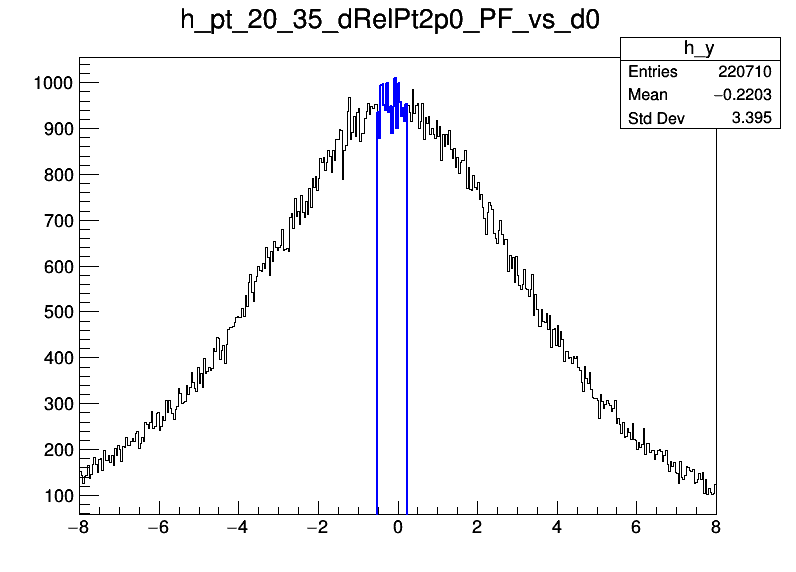 h_pt_20_35_dRelPt2p0_PF_vs_d0
h_y
Entries 220710
Mean −0.2203
Std Dev 3.395
1000
900
800
700
600
500
400
300
200
100
−8 −6 −4 −2 0 2 4 6 8